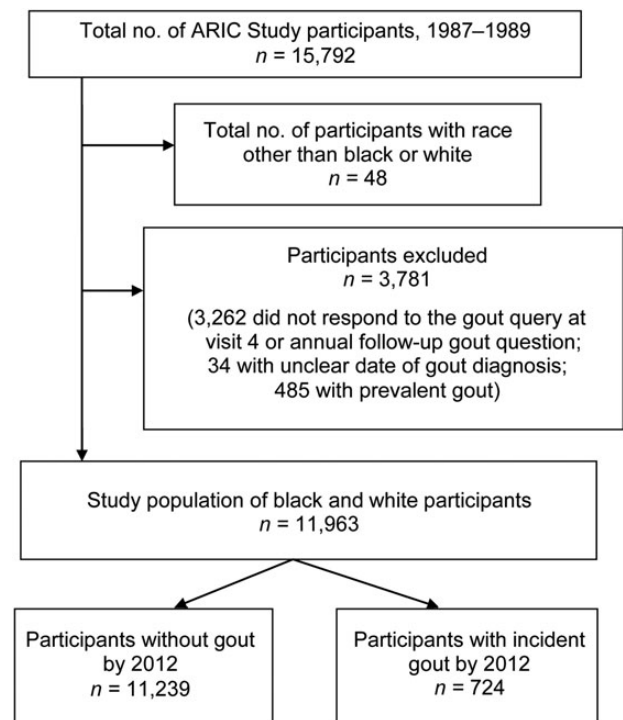 Total no. of ARIC Study participants, 1987–1989
n = 15,792
Total no. of participants with race
other than black or white
n = 48
Participants excluded
n = 3,781
(3,262 did not respond to the gout query at
visit 4 or annual follow-up gout question;
34 with unclear date of gout diagnosis;
485 with prevalent gout)
Study population of black and white participants
n = 11,963
Participants without gout
by 2012
n = 11,239
Participants with incident
gout by 2012
n = 724